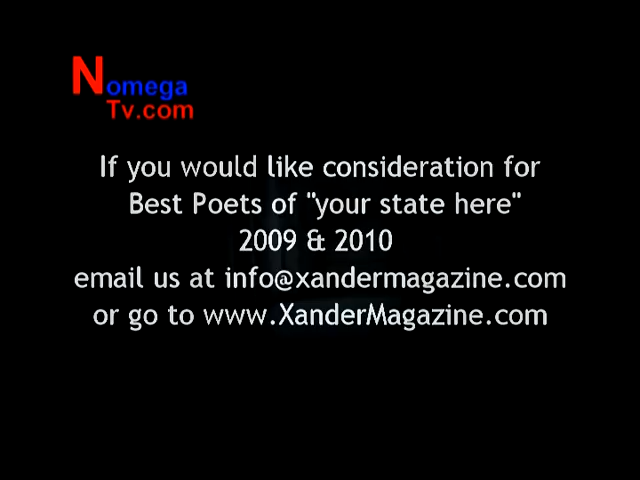 Nomega
Tv.com
If you would like consideration for
Best Poets of "your state here"
2009 & 2010
email us at info@xandermagazine.com
or go to www.XanderMagazine.com